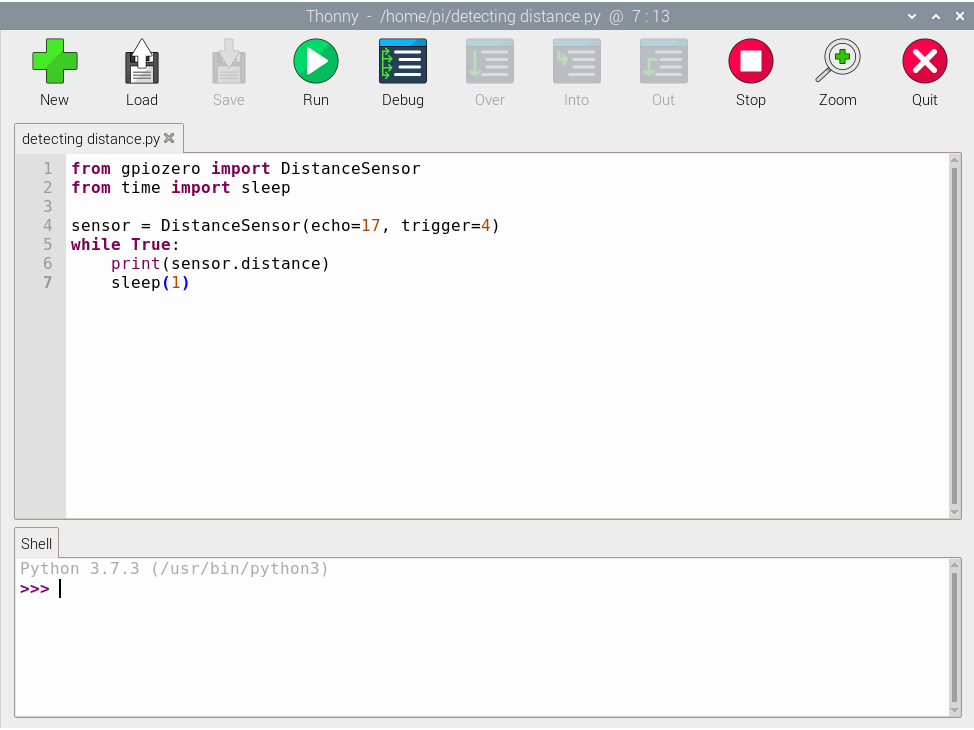 Thonny - /home/pi/detecting distance.py @ 7 : 13
New Load Save Run Debug Over Into Out Stop Zoom Quit
detecting distance.py
1 from gpiozero import DistanceSensor
2 from time import sleep
3
4 sensor = DistanceSensor(echo=17, trigger=4)
5 while True:
6     print(sensor.distance)
7     sleep(1)
Shell
Python 3.7.3 (/usr/bin/python3)
>>>